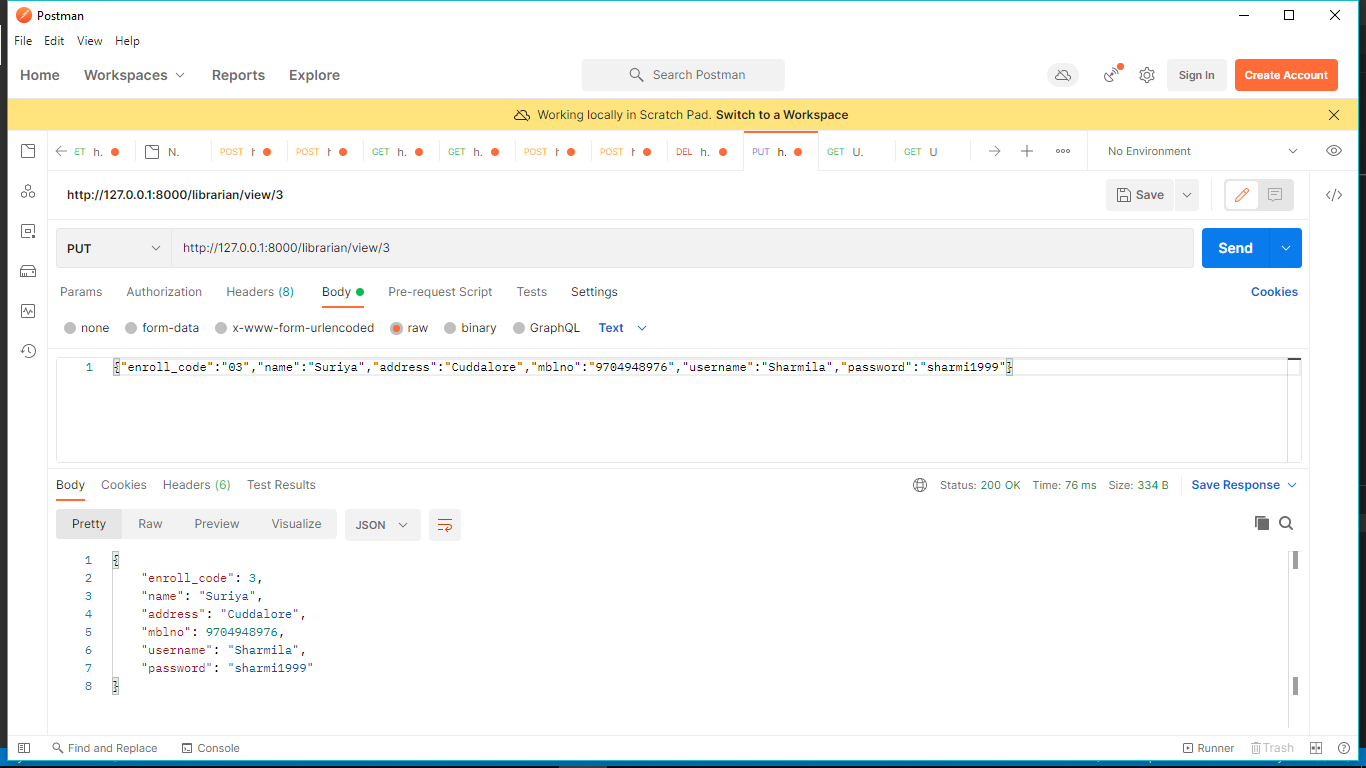 Postman
File Edit View Help
Home Workspaces Reports Explore Search Postman Sign In Create Account
Working locally in Scratch Pad. Switch to a Workspace
ET h. N. POST h POST h GET h. GET h. POST h POST h DEL h. PUT h. GET U. GET U No Environment
http://127.0.0.1:8000/librarian/view/3 Save
PUT http://127.0.0.1:8000/librarian/view/3 Send
Params Authorization Headers (8) Body Pre-request Script Tests Settings Cookies
none form-data x-www-form-urlencoded raw binary GraphQL Text
1 {"enroll_code":"03","name":"Suriya","address":"Cuddalore","mblno":"9704948976","username":"Sharmila","password":"sharmi1999"}
Body Cookies Headers (6) Test Results Status: 200 OK Time: 76 ms Size: 334 B Save Response
Pretty Raw Preview Visualize JSON
1 {
2 "enroll_code": 3,
3 "name": "Suriya",
4 "address": "Cuddalore",
5 "mblno": 9704948976,
6 "username": "Sharmila",
7 "password": "sharmi1999"
8 }
Find and Replace Console Runner Trash